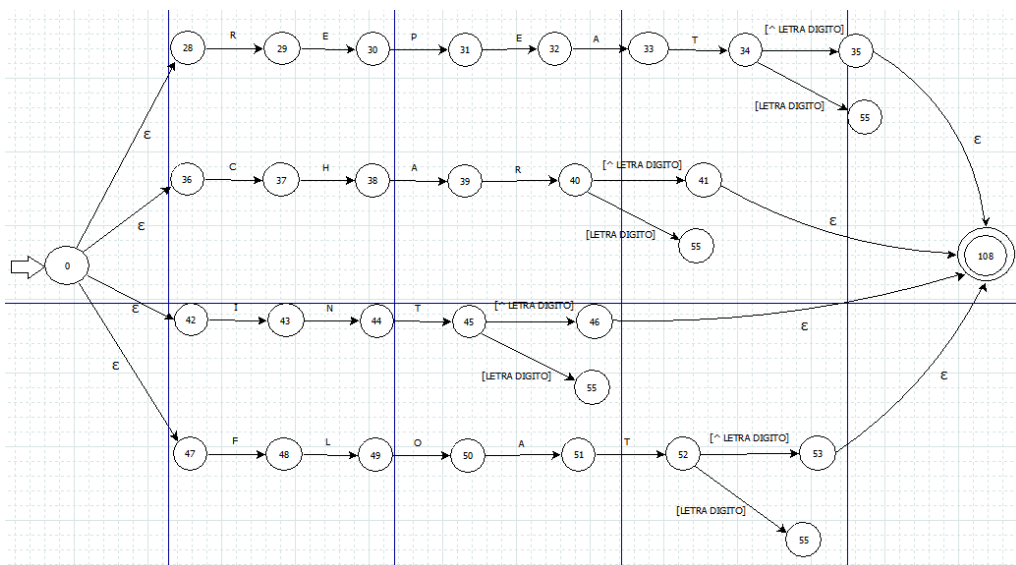 R E P E A T [^ LETRA DIGITO]
28 29 30 31 32 33 34 35
[LETRA DIGITO]
55
ε ε
C H A R [^ LETRA DIGITO]
36 37 38 39 40 41
ε ε
[LETRA DIGITO]
55
0 108
I N T [^ LETRA DIGITO]
ε
42 43 44 45 46
ε
ε [LETRA DIGITO] ε
55
F L O A T [^ LETRA DIGITO]
47 48 49 50 51 52 53
[LETRA DIGITO]
55